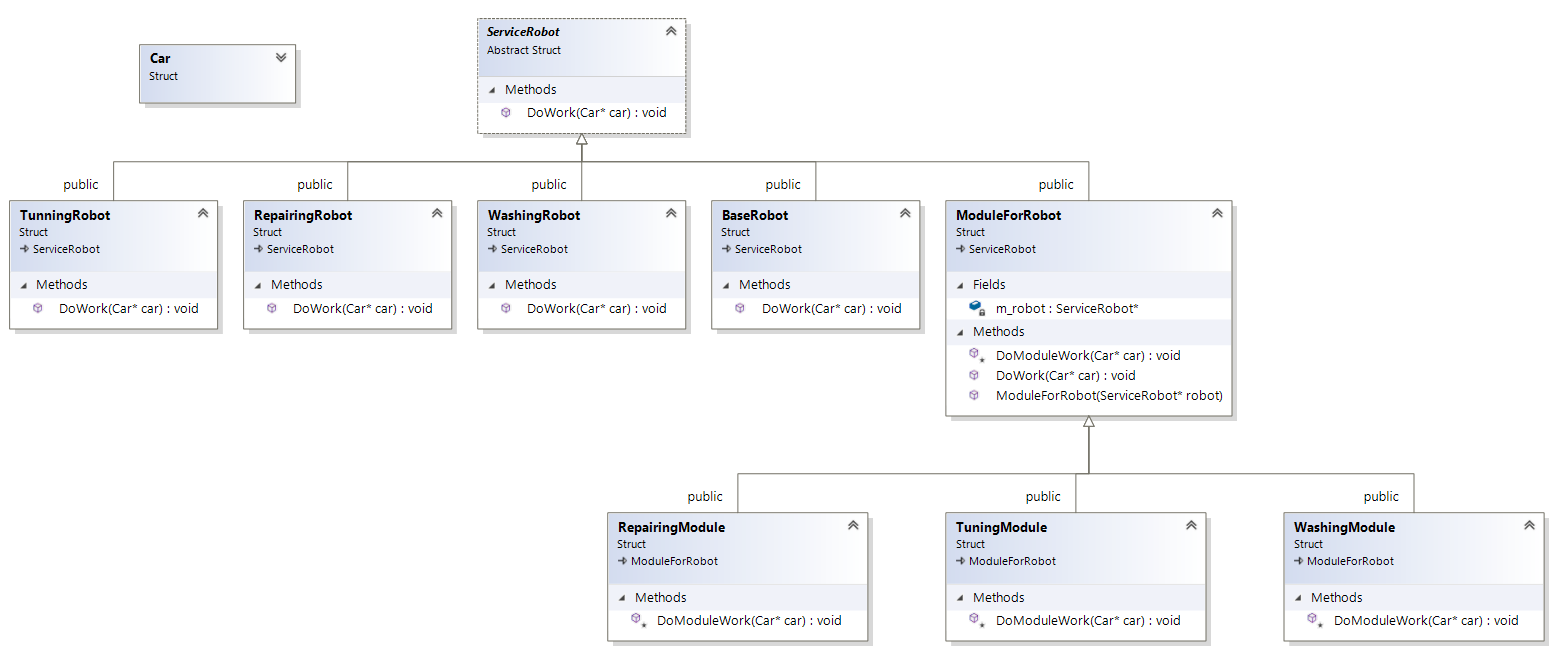 ServiceRobot
Abstract Struct
Methods
DoWork(Car* car) : void
Car
Struct
public
public
public
public
public
TunningRobot
Struct
ServiceRobot
Methods
DoWork(Car* car) : void
RepairingRobot
Struct
ServiceRobot
Methods
DoWork(Car* car) : void
WashingRobot
Struct
ServiceRobot
Methods
DoWork(Car* car) : void
BaseRobot
Struct
ServiceRobot
Methods
DoWork(Car* car) : void
ModuleForRobot
Struct
ServiceRobot
Fields
m_robot : ServiceRobot*
Methods
DoModuleWork(Car* car) : void
DoWork(Car* car) : void
ModuleForRobot(ServiceRobot* robot)
public
public
public
RepairingModule
Struct
ModuleForRobot
Methods
DoModuleWork(Car* car) : void
TuningModule
Struct
ModuleForRobot
Methods
DoModuleWork(Car* car) : void
WashingModule
Struct
ModuleForRobot
Methods
DoModuleWork(Car* car) : void